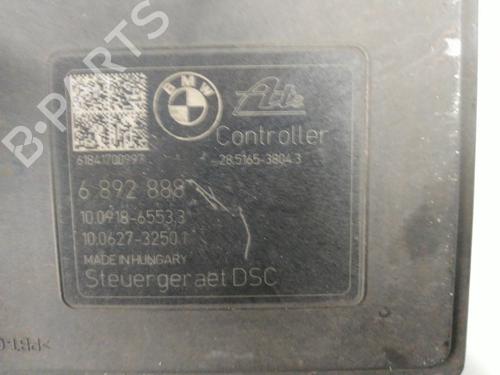 BMW
Ate
Controller
61841700997
28.5165-3804.3
6 892 888
10.0918-6553.3
10.0627-3250.1
MADE IN HUNGARY
Steuergeraet DSC
B-PARTS